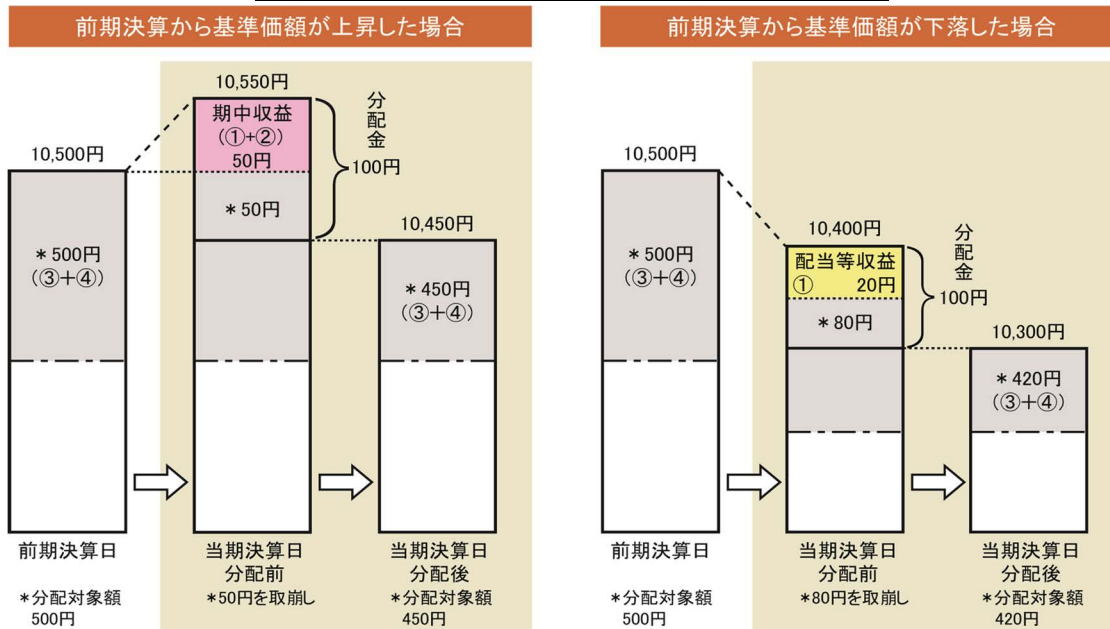 前期決算から基準価額が上昇した場合
10,500円
*500円
(③+④)
前期決算日
*分配対象額
500円
10,550円
期中収益
(①+②)
50円
*50円
分配金
100円
当期決算日
分配前
*50円を取崩し
10,450円
*450円
(③+④)
当期決算日
分配後
*分配対象額
450円
前期決算から基準価額が下落した場合
10,500円
*500円
(③+④)
前期決算日
*分配対象額
500円
10,400円
配当等収益
① 20円
*80円
分配金
100円
当期決算日
分配前
*80円を取崩し
10,300円
*420円
(③+④)
当期決算日
分配後
*分配対象額
420円